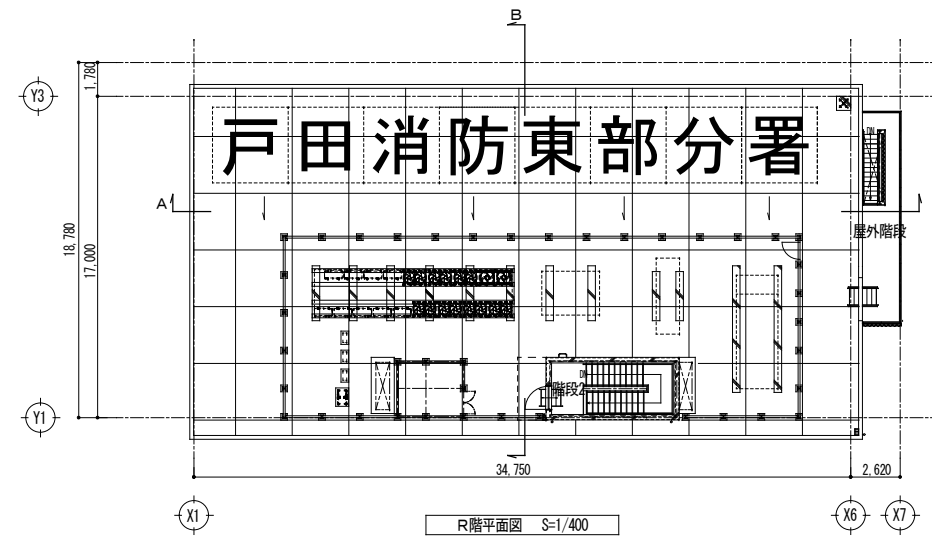 B
Y3
1,780
戸田消防東部分署
DN
A
屋外階段
18,780
17,000
DN
階段2
Y1
34,750
2,620
X1
X6
X7
R階平面図 S=1/400